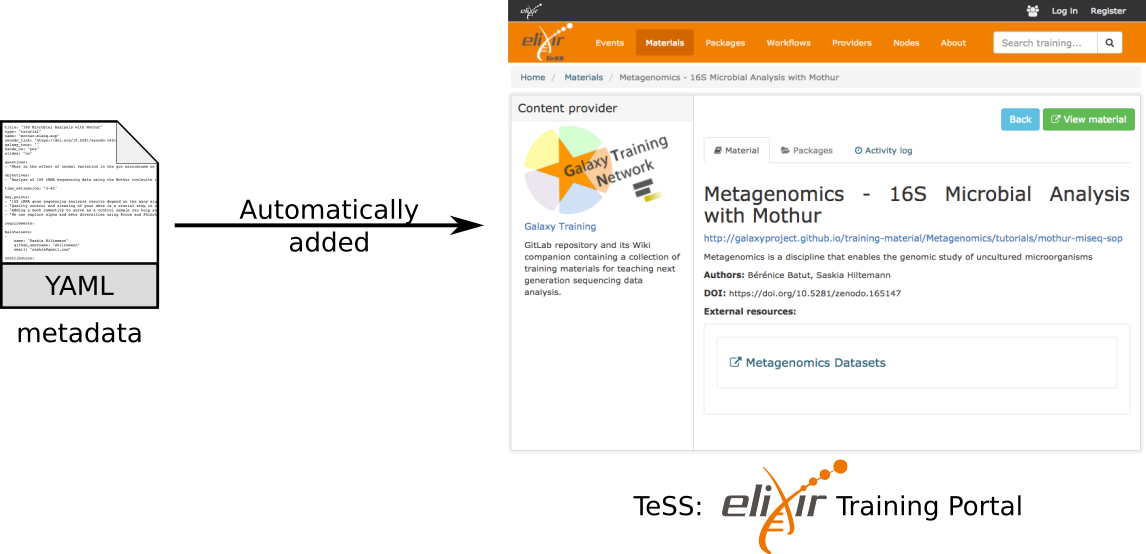 title: "16S Microbial Analysis with Mothur"
type: "tutorial"
name: "mothur-miseq-sop"
zenodo_link: "https://doi.org/10.5281/zenodo.165
galaxy_tour: ""
hands_on: "yes"
slides: "no"
questions:
- "What is the effect of normal variation in the gut microbiome on
objectives:
- "Analyze of 16S rRNA sequencing data using the Mothur toolsuite
time_estimation: "3-4h"
key_points:
- "16S rRNA gene sequencing analysis results depend on the many
- "Quality control and cleaning of your data is a crucial step in
- "Adding a mock community to serve as a control sample can help
- "We can explore alpha and beta diversities using Krona and
requirements:
maintainers:
-
name: "Saskia Hiltemann"
github_username: "shiltemann"
email: "saskia@gmail.com"
contributors:
YAML
metadata
Automatically
added
elixir
Log in Register
elixir
TeSS
Events Materials Packages Workflows Providers Nodes About Search training...
Home / Materials / Metagenomics - 16S Microbial Analysis with Mothur
Content provider
Galaxy Training
Network
Galaxy Training
GitLab repository and its Wiki
companion containing a collection of
training materials for teaching next
generation sequencing data
analysis.
Back View material
Material Packages Activity log
Metagenomics - 16S Microbial Analysis
with Mothur
http://galaxyproject.github.io/training-material/Metagenomics/tutorials/mothur-miseq-sop
Metagenomics is a discipline that enables the genomic study of uncultured microorganisms
Authors: Bérénice Batut, Saskia Hiltemann
DOI: https://doi.org/10.5281/zenodo.165147
External resources:
Metagenomics Datasets
TeSS: elixir Training Portal